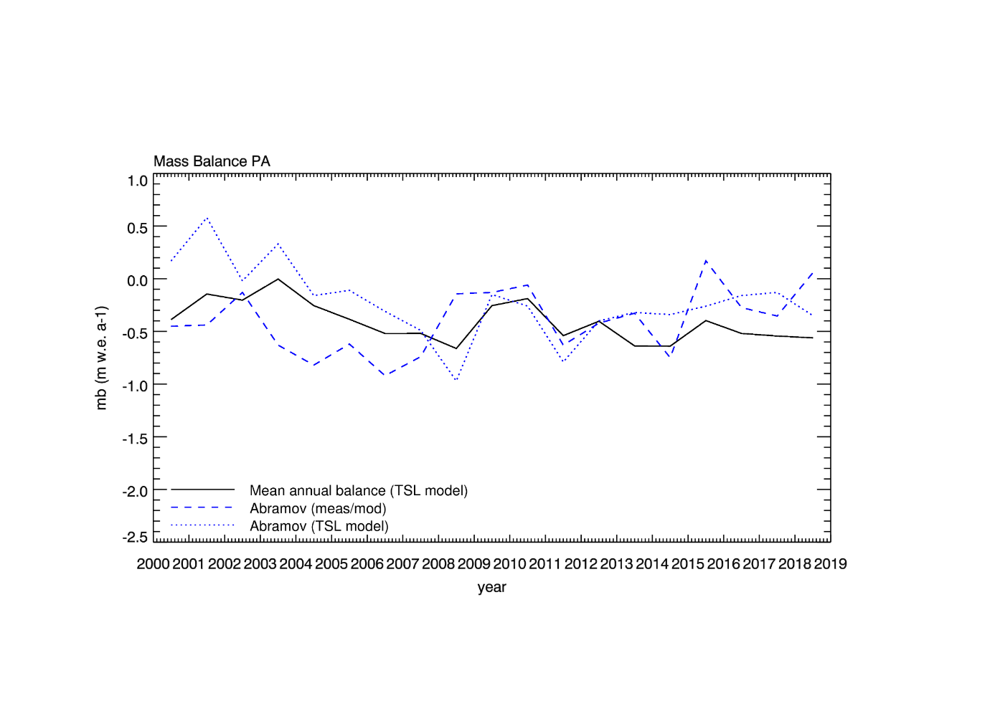 Mass Balance PA
1.0
0.5
0.0
-0.5
-1.0
-1.5
-2.0
-2.5
mb (m w.e. a-1)
Mean annual balance (TSL model)
Abramov (meas/mod)
Abramov (TSL model)
2000 2001 2002 2003 2004 2005 2006 2007 2008 2009 2010 2011 2012 2013 2014 2015 2016 2017 2018 2019
year